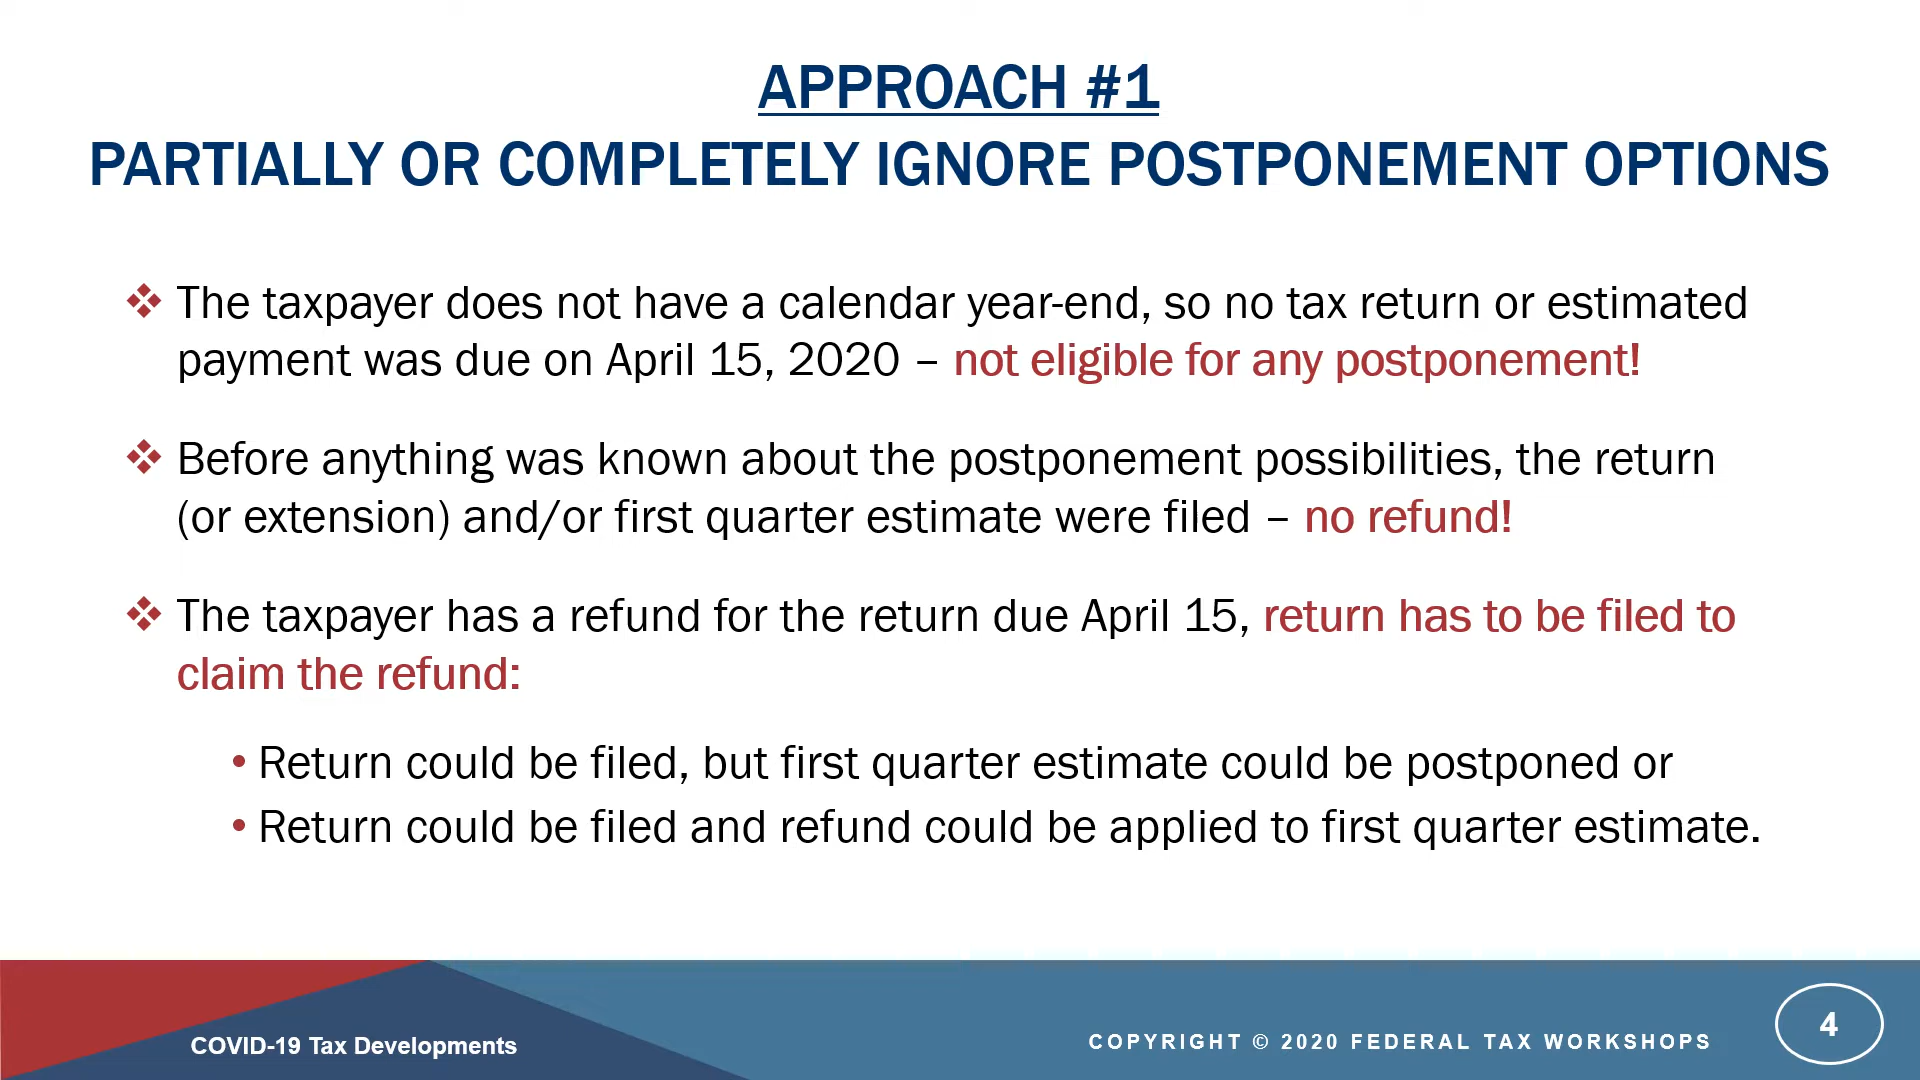 APPROACH #1
PARTIALLY OR COMPLETELY IGNORE POSTPONEMENT OPTIONS
The taxpayer does not have a calendar year-end, so no tax return or estimated
payment was due on April 15, 2020 – not eligible for any postponement!
Before anything was known about the postponement possibilities, the return
(or extension) and/or first quarter estimate were filed – no refund!
The taxpayer has a refund for the return due April 15, return has to be filed to
claim the refund:
• Return could be filed, but first quarter estimate could be postponed or
• Return could be filed and refund could be applied to first quarter estimate.
COVID-19 Tax Developments
COPYRIGHT © 2020 FEDERAL TAX WORKSHOPS
4